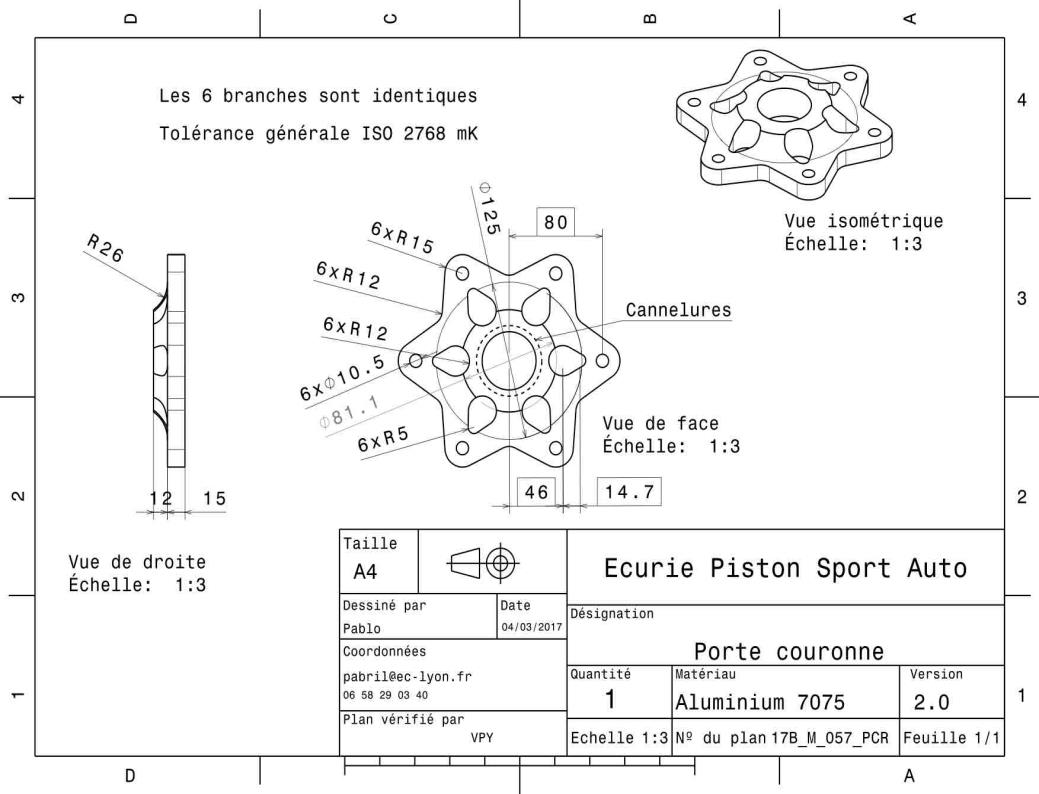 D
C
B
A
4
4
Les 6 branches sont identiques
Tolérance générale ISO 2768 mK
Vue isométrique
Échelle: 1:3
Ø125
80
6xR15
R26
6xR12
3
3
Cannelures
6xR12
6xØ10.5
Ø81.1
6xR5
Vue de face
Échelle: 1:3
2
12
15
46
14.7
2
Vue de droite
Échelle: 1:3
Taille
A4
Ecurie Piston Sport Auto
Dessiné par
Pablo
Date
04/03/2017
Désignation
Porte couronne
Coordonnées
pabril@ec-lyon.fr
06 58 29 03 40
Quantité
1
Matériau
Aluminium 7075
Version
2.0
1
1
Plan vérifié par
VPY
Echelle 1:3
Nº du plan 17B_M_057_PCR
Feuille 1/1
D
A